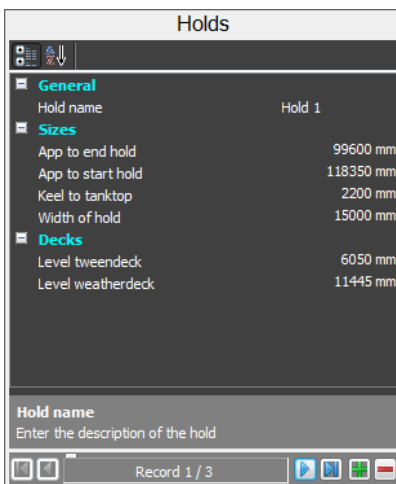 Holds
General
Hold name Hold 1
Sizes
App to end hold 99600 mm
App to start hold 118350 mm
Keel to tanktop 2200 mm
Width of hold 15000 mm
Decks
Level tweendeck 6050 mm
Level weatherdeck 11445 mm
Hold name
Enter the description of the hold
Record 1 / 3